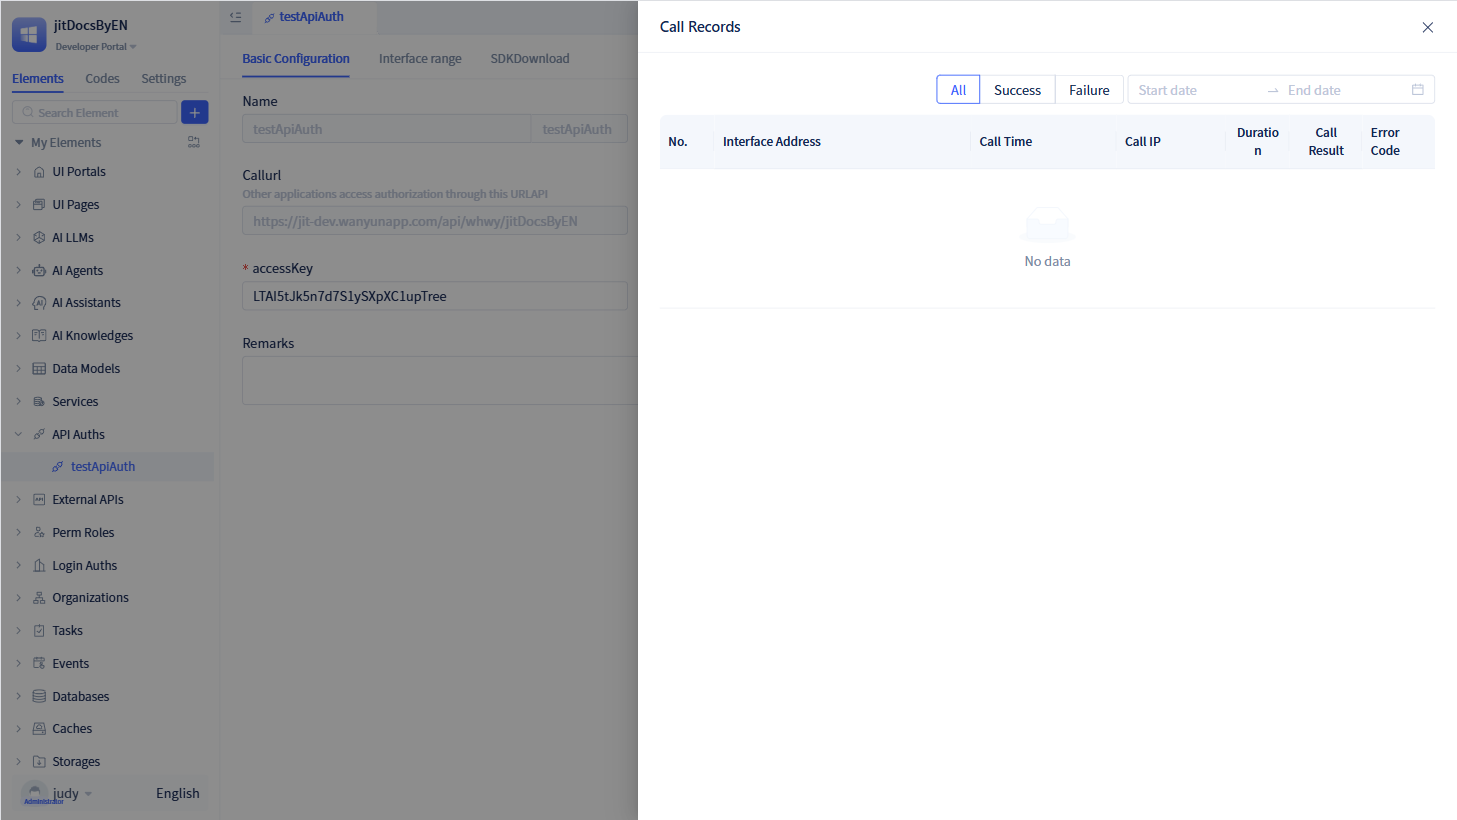 jitDocsByEN
Developer Portal
Elements
Codes
Settings
Search Element
+
My Elements
UI Portals
UI Pages
AI LLMs
AI Agents
AI Assistants
AI Knowledges
Data Models
Services
API Auths
testApiAuth
External APIs
Perm Roles
Login Auths
Organizations
Tasks
Events
Databases
Caches
Storages
judy
Administrator
English
testApiAuth
Basic Configuration
Interface range
SDKDownload
Name
testApiAuth
testApiAuth
Callurl
Other applications access authorization through this URLAPI
https://jit-dev.wanyunapp.com/api/whwy/jitDocsByEN
* accessKey
LTAI5tJk5n7d7S1ySXpXC1upTree
Remarks
Call Records
All
Success
Failure
Start date
End date
No.
Interface Address
Call Time
Call IP
Duratio
n
Call
Result
Error
Code
No data